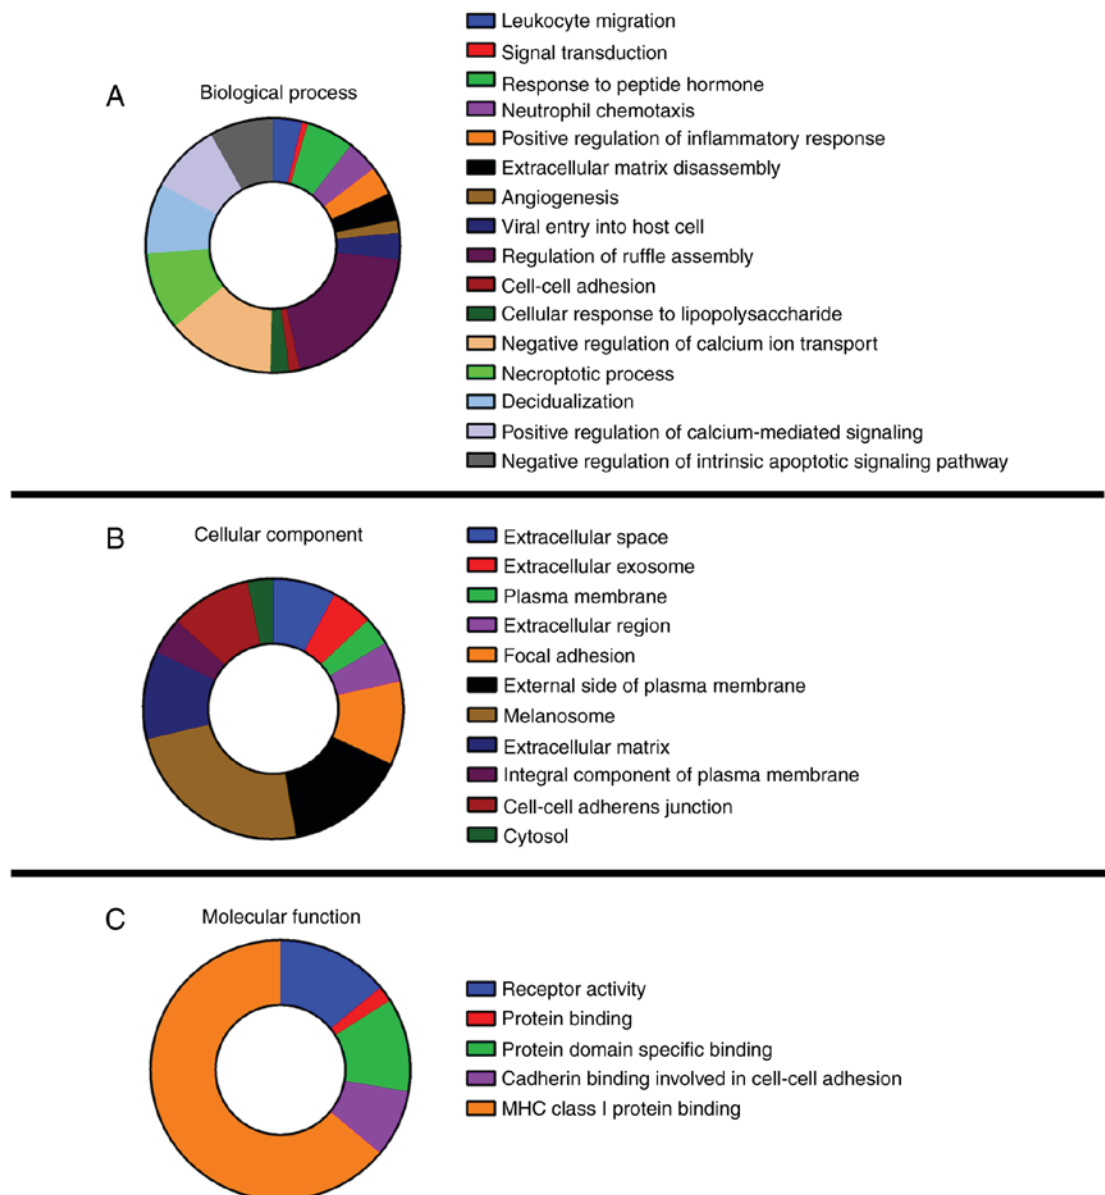 A
Biological process
Leukocyte migration
Signal transduction
Response to peptide hormone
Neutrophil chemotaxis
Positive regulation of inflammatory response
Extracellular matrix disassembly
Angiogenesis
Viral entry into host cell
Regulation of ruffle assembly
Cell-cell adhesion
Cellular response to lipopolysaccharide
Negative regulation of calcium ion transport
Necroptotic process
Decidualization
Positive regulation of calcium-mediated signaling
Negative regulation of intrinsic apoptotic signaling pathway
B
Cellular component
Extracellular space
Extracellular exosome
Plasma membrane
Extracellular region
Focal adhesion
External side of plasma membrane
Melanosome
Extracellular matrix
Integral component of plasma membrane
Cell-cell adherens junction
Cytosol
C
Molecular function
Receptor activity
Protein binding
Protein domain specific binding
Cadherin binding involved in cell-cell adhesion
MHC class I protein binding